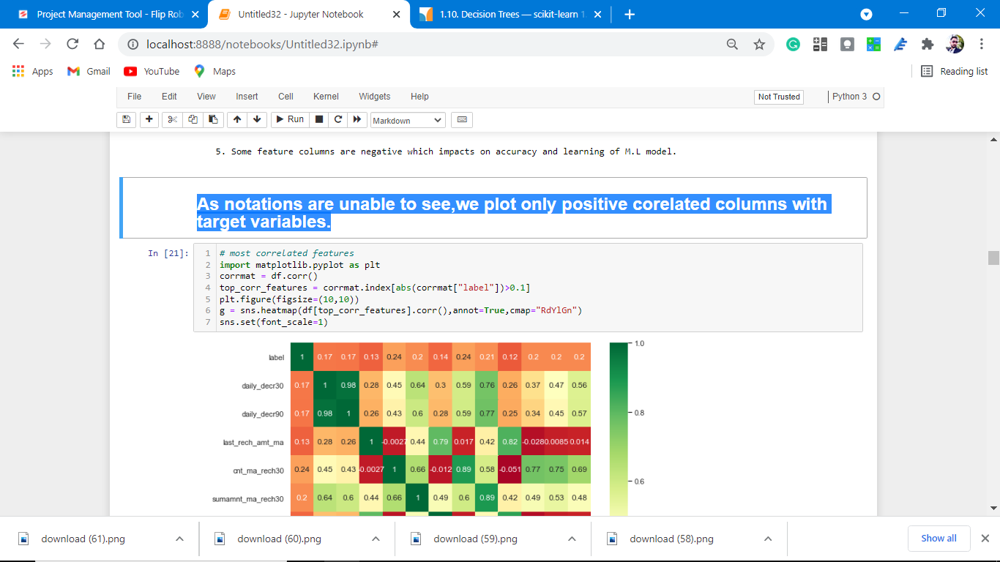 Project Management Tool - Flip Rob
Untitled32 - Jupyter Notebook
1.10. Decision Trees — scikit-learn 1.
localhost:8888/notebooks/Untitled32.ipynb#
Apps Gmail YouTube Maps Reading list
File Edit View Insert Cell Kernel Widgets Help Not Trusted Python 3
Run Markdown
5. Some feature columns are negative which impacts on accuracy and learning of M.L model.
As notations are unable to see,we plot only positive corelated columns with
target variables.
In [21]:
1 # most correlated features
2 import matplotlib.pyplot as plt
3 corrmat = df.corr()
4 top_corr_features = corrmat.index[abs(corrmat["label"])>0.1]
5 plt.figure(figsize=(10,10))
6 g = sns.heatmap(df[top_corr_features].corr(),annot=True,cmap="RdYlGn")
7 sns.set(font_scale=1)
label 1 0.17 0.17 0.13 0.24 0.2 0.14 0.24 0.21 0.12 0.2 0.2 0.2
daily_decr30 0.17 1 0.98 0.28 0.45 0.64 0.3 0.59 0.76 0.26 0.37 0.47 0.56
daily_decr90 0.17 0.98 1 0.26 0.43 0.6 0.28 0.59 0.77 0.25 0.34 0.45 0.57
last_rech_amt_ma 0.13 0.28 0.26 1 -0.0027 0.44 0.79 0.017 0.42 0.82 -0.028 0.0085 0.014
cnt_ma_rech30 0.24 0.45 0.43 -0.0027 1 0.66 -0.012 0.89 0.58 -0.051 0.77 0.75 0.69
sumamnt_ma_rech30 0.2 0.64 0.6 0.44 0.66 1 0.49 0.6 0.89 0.42 0.49 0.53 0.48
1.0
0.8
0.6
download (61).png download (60).png download (59).png download (58).png Show all